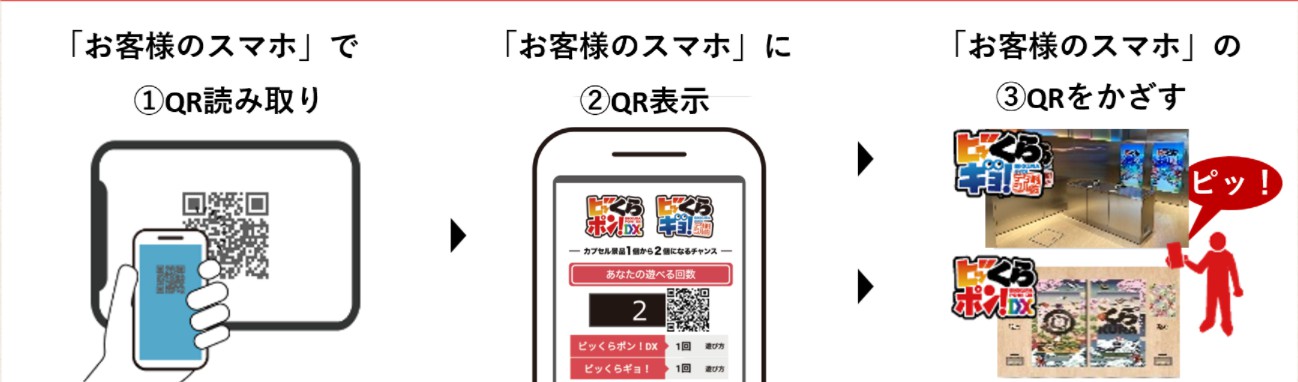 「お客様のスマホ」で
①QR読み取り
「お客様のスマホ」に
②QR表示
ビッくらポン!DX
ビッくらギョ!
カプセル景品1個から2個になるチャンス
あなたの遊べる回数
2
ビッくらポン！DX 1回 遊び方
ビッくらギョ！ 1回 遊び方
「お客様のスマホ」の
③QRをかざす
ビッくらギョ!
ピッ！
ビッくらポン!DX
KURA